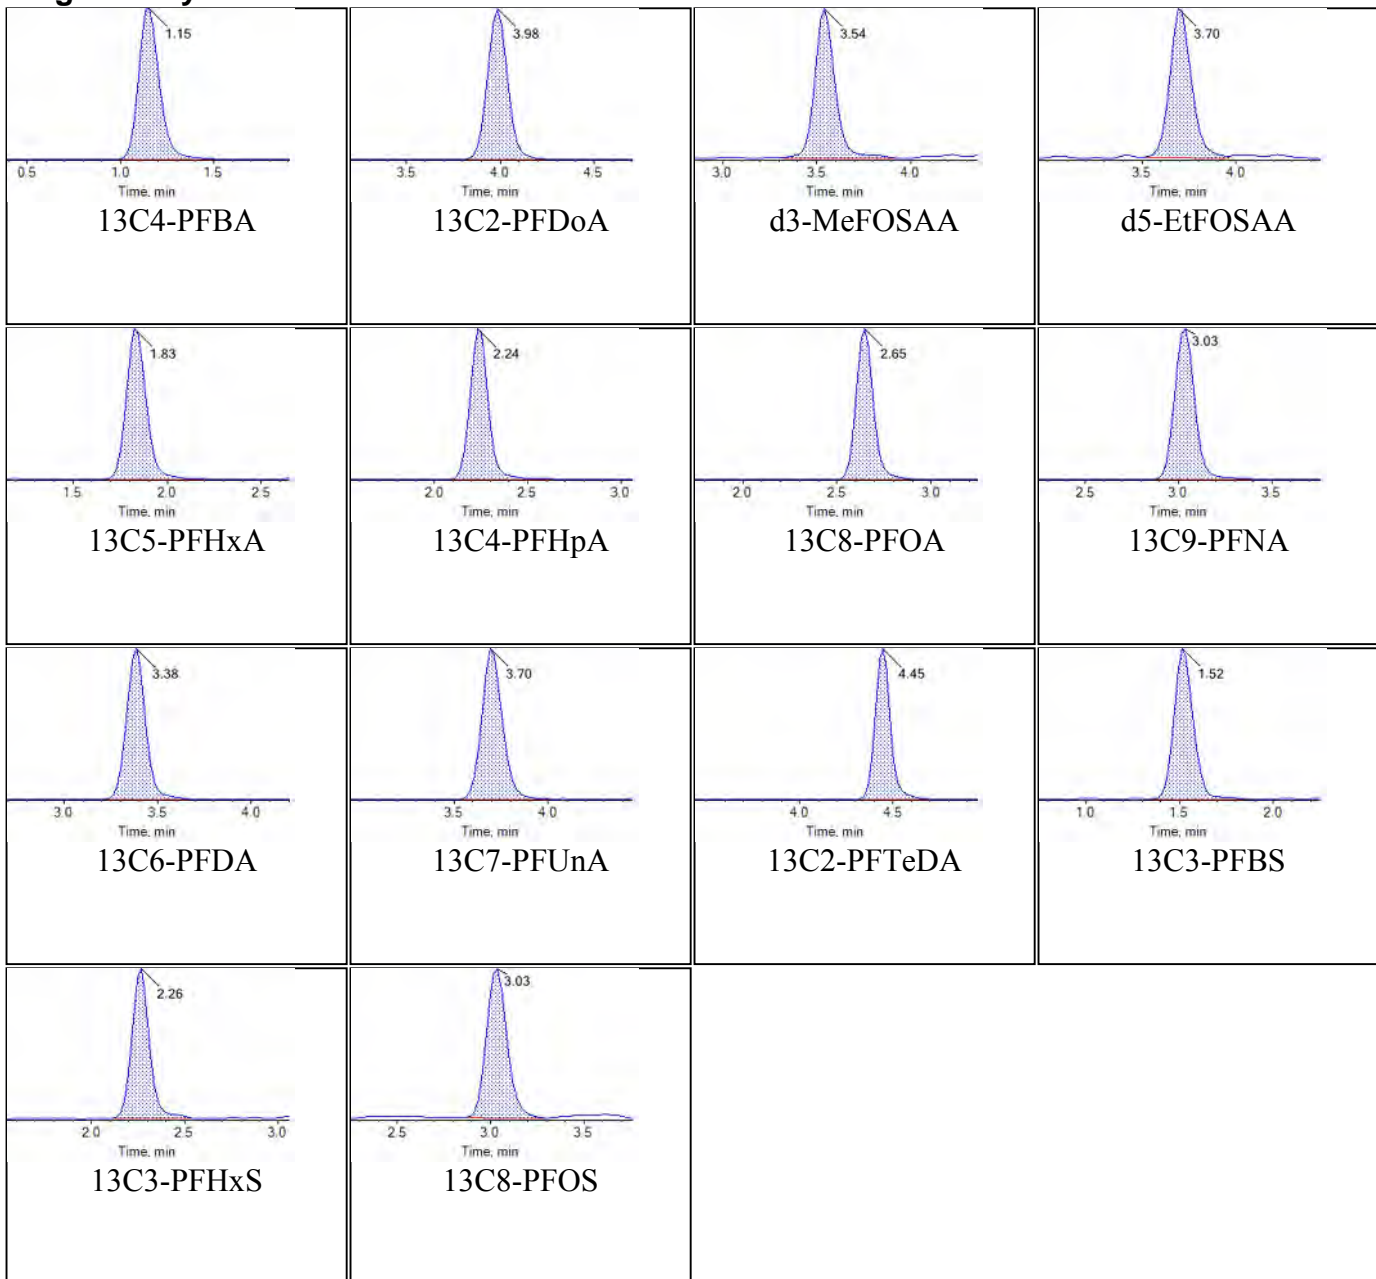 1.15 3.98 3.54 3.70
0.5 1.0 1.5 3.5 4.0 4.5 3.0 3.5 4.0 3.5 4.0
Time, min Time, min Time, min Time, min
13C4-PFBA 13C2-PFDoA d3-MeFOSAA d5-EtFOSAA
1.83 2.24 2.65 3.03
1.5 2.0 2.5 2.0 2.5 3.0 2.0 2.5 3.0 2.5 3.0 3.5
Time, min Time, min Time, min Time, min
13C5-PFHxA 13C4-PFHpA 13C8-PFOA 13C9-PFNA
3.38 3.70 4.45 1.52
3.0 3.5 4.0 3.5 4.0 4.0 4.5 1.0 1.5 2.0
Time, min Time, min Time, min Time, min
13C6-PFDA 13C7-PFUnA 13C2-PFTeDA 13C3-PFBS
2.26 3.03
2.0 2.5 3.0 2.5 3.0 3.5
Time, min Time, min
13C3-PFHxS 13C8-PFOS